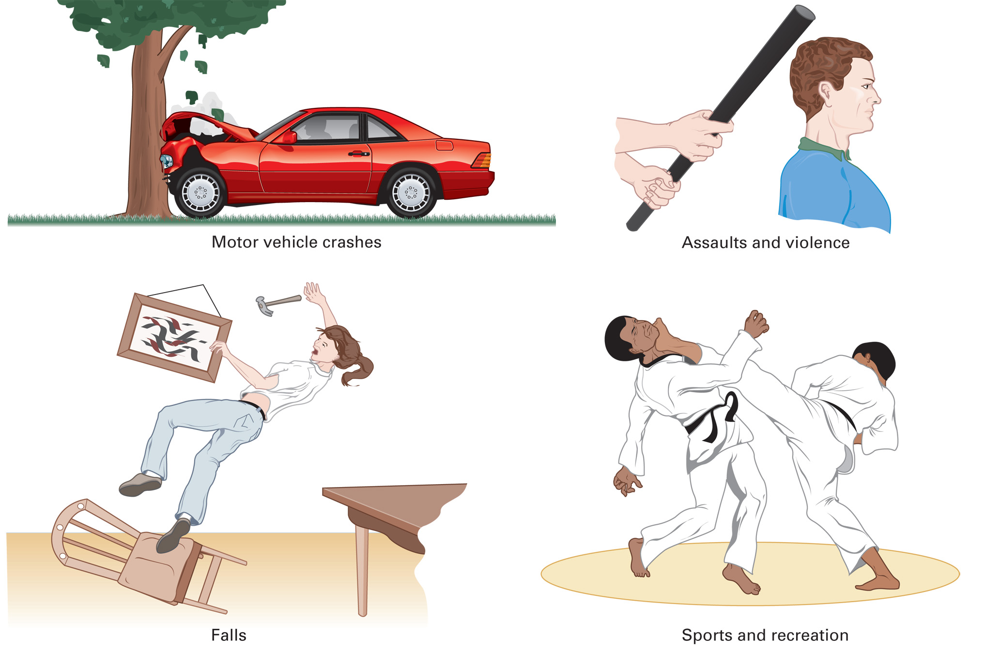 Motor vehicle crashes
Assaults and violence
Falls
Sports and recreation